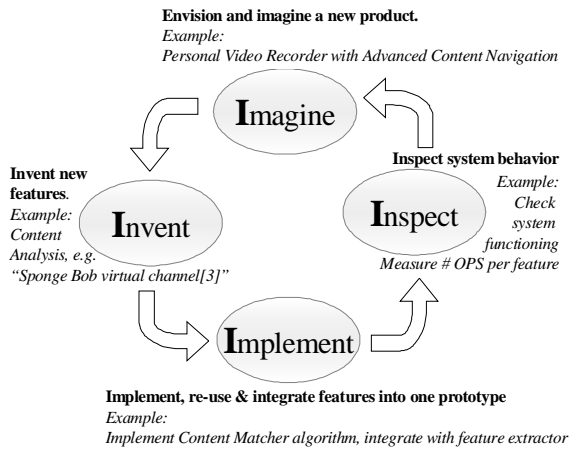 Envision and imagine a new product.
Example:
Personal Video Recorder with Advanced Content Navigation
Imagine
Invent new
features.
Example:
Content
Analysis, e.g.
“Sponge Bob virtual channel[3]”
Invent
Inspect system behavior
Example:
Check
system
functioning
Measure # OPS per feature
Inspect
Implement
Implement, re-use & integrate features into one prototype
Example:
Implement Content Matcher algorithm, integrate with feature extractor